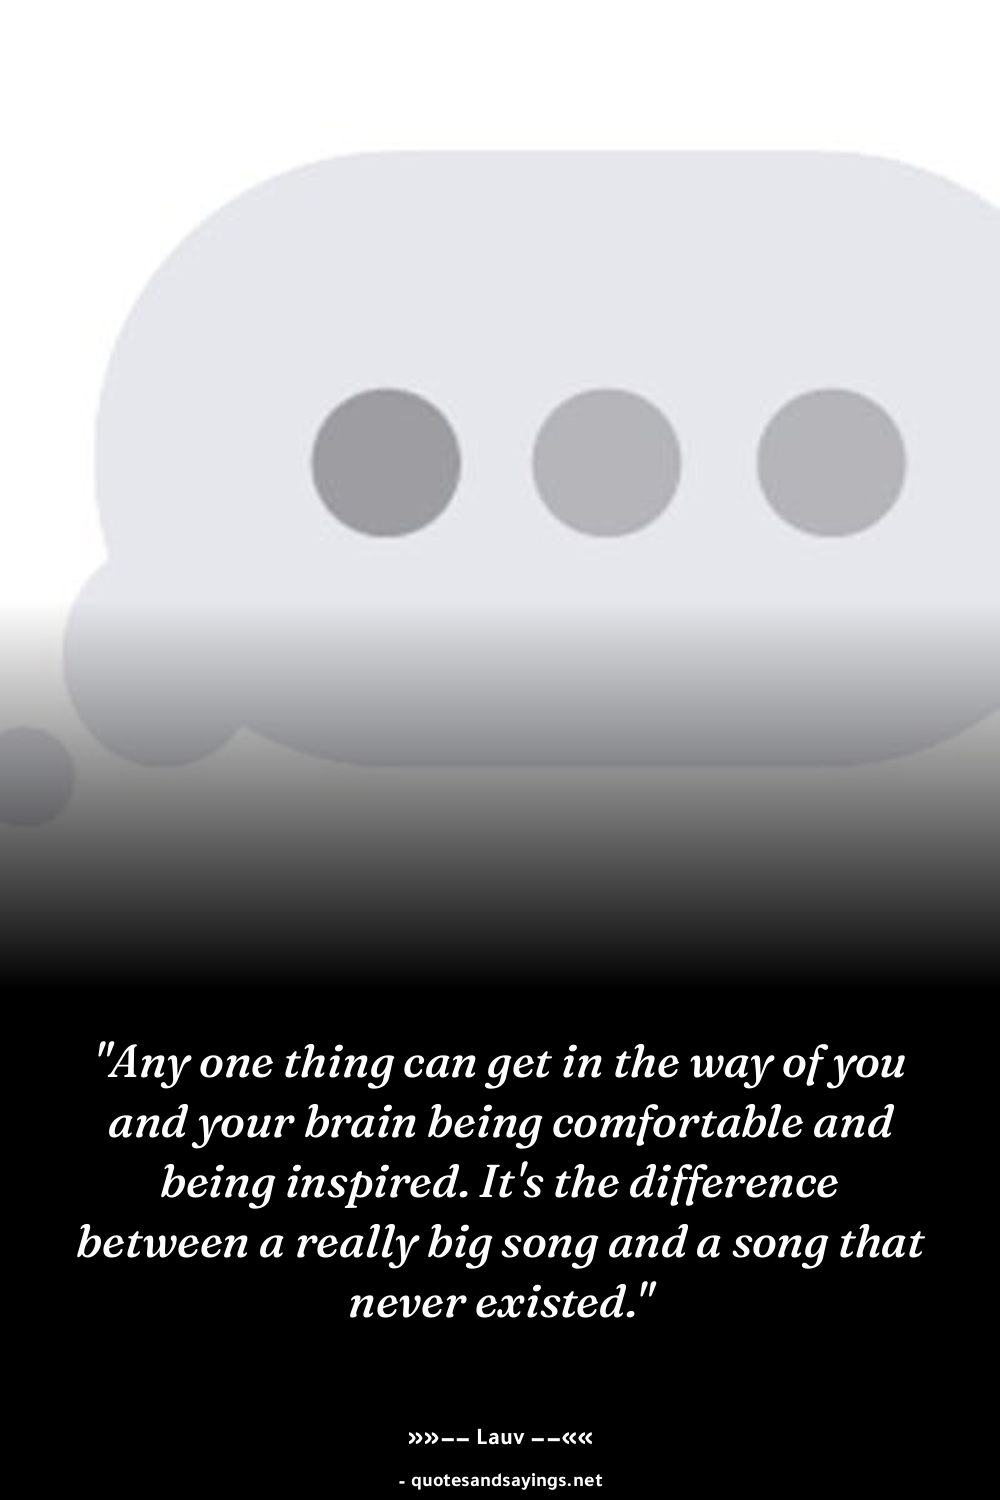 "Any one thing can get in the way of you
and your brain being comfortable and
being inspired. It's the difference
between a really big song and a song that
never existed."
»»–– Lauv ––««
- quotesandsayings.net